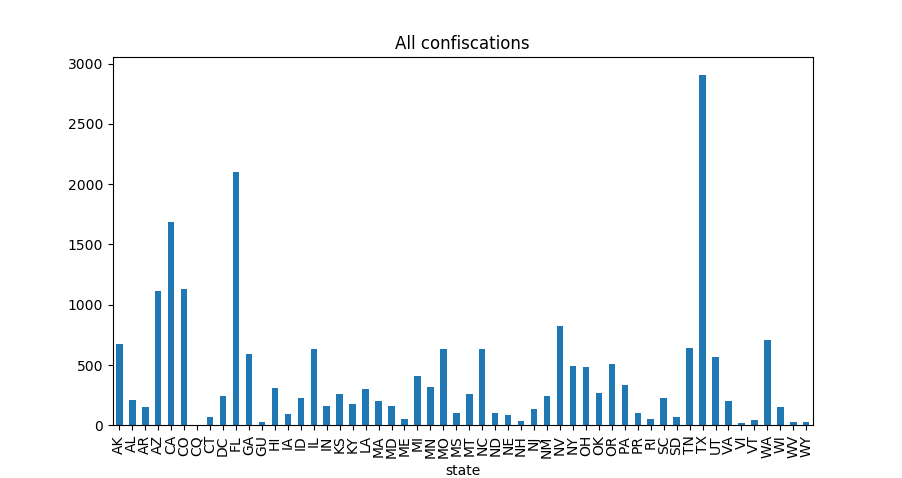 All confiscations
3000
2500
2000
1500
1000
500
0
AK AL AR AZ CA CO CQ CT DC FL GA GU HI IA ID IL IN KS KY LA MA MD ME MI MN MO MS MT NC ND NE NH NJ NM NV NY OH OK OR PA PR RI SC SD TN TX UT VA VI VT WA WI WV WY
state